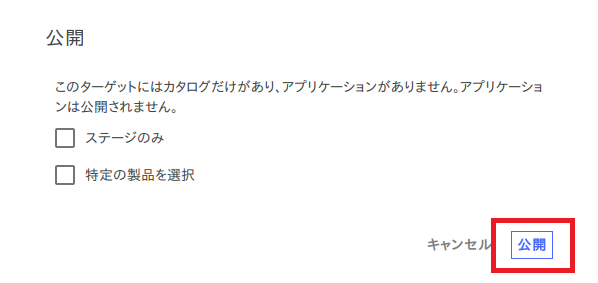 公開
このターゲットにはカタログだけがあり、アプリケーションがありません。アプリケーショ
ンは公開されません。
ステージのみ
特定の製品を選択
キャンセル 公開